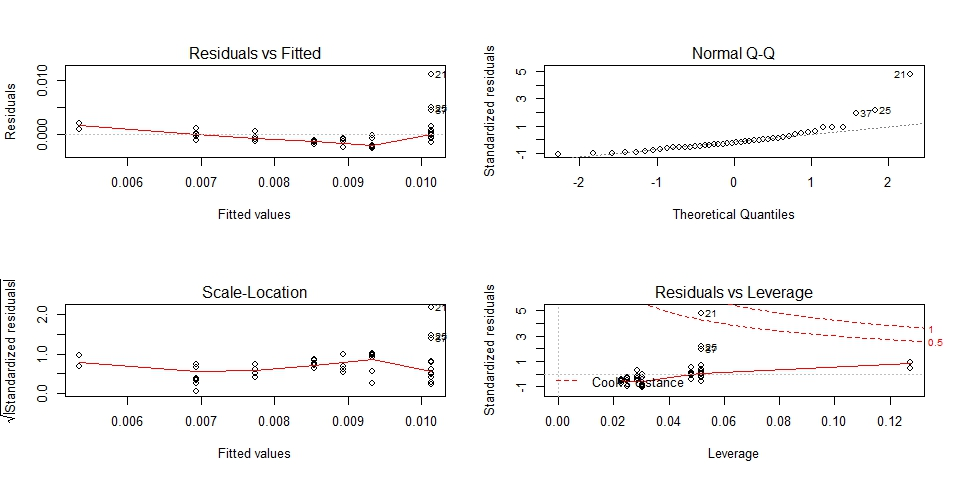 Residuals vs Fitted
Residuals
0.010
0.000
21
25
37
0.006 0.007 0.008 0.009 0.010
Fitted values
Normal Q-Q
Standardized residuals
5
3
1
-1
21
37 25
-2 -1 0 1 2
Theoretical Quantiles
Scale-Location
√|Standardized residuals|
2.0
1.0
0.0
21
25
37
0.006 0.007 0.008 0.009 0.010
Fitted values
Residuals vs Leverage
Standardized residuals
5
3
1
-1
21
25
37
1
0.5
Cook's distance
0.00 0.02 0.04 0.06 0.08 0.10 0.12
Leverage